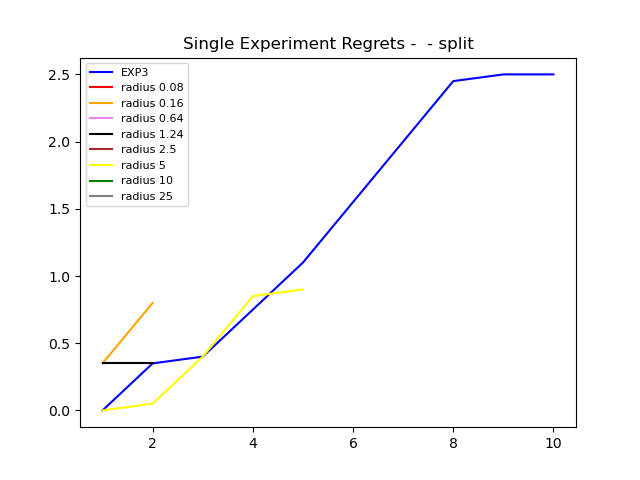 Single Experiment Regrets -  - split
EXP3
radius 0.08
radius 0.16
radius 0.64
radius 1.24
radius 2.5
radius 5
radius 10
radius 25
2.5
2.0
1.5
1.0
0.5
0.0
2 4 6 8 10